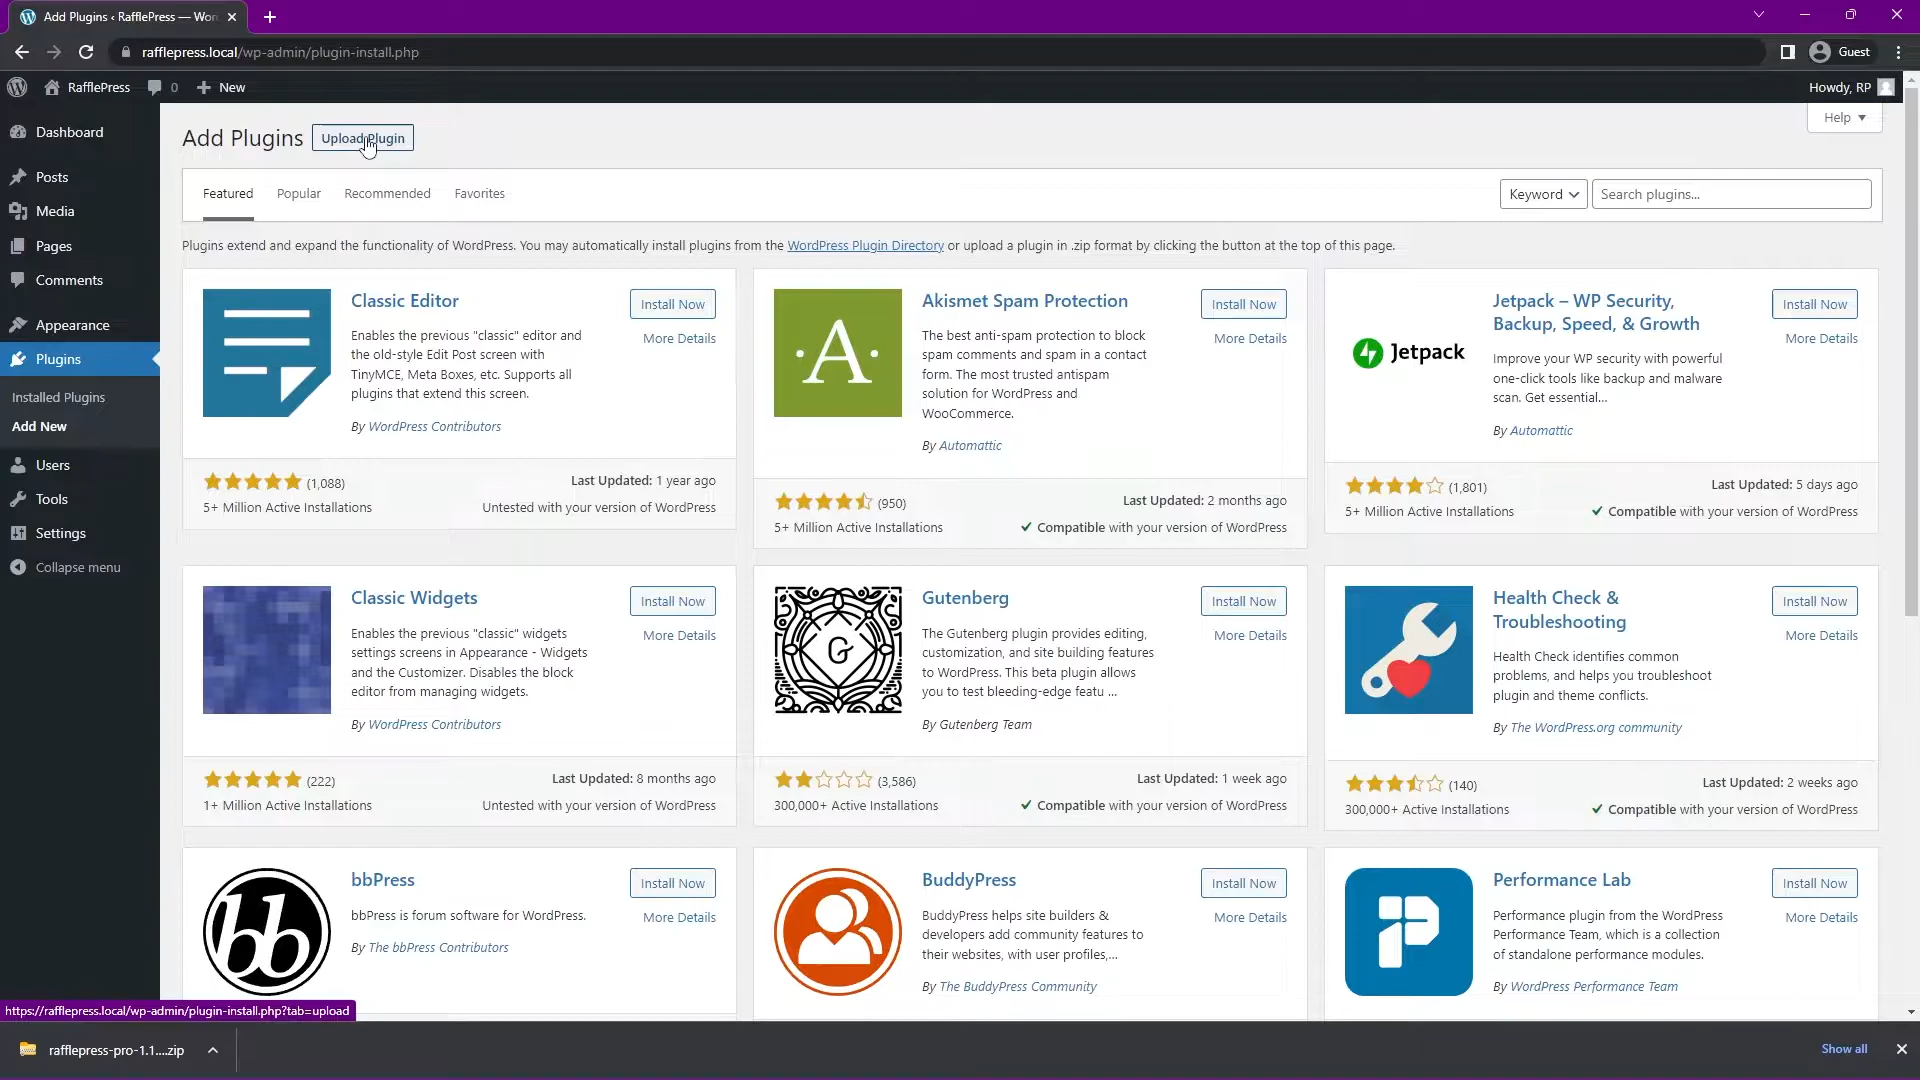 Add Plugins ‹ RafflePress — Wor
rafflepress.local/wp-admin/plugin-install.php
Guest
RafflePress
0
New
Howdy, RP
Dashboard
Posts
Media
Pages
Comments
Appearance
Plugins
Installed Plugins
Add New
Users
Tools
Settings
Collapse menu
Add Plugins
Upload Plugin
Help
Featured
Popular
Recommended
Favorites
Keyword
Search plugins...
Plugins extend and expand the functionality of WordPress. You may automatically install plugins from the WordPress Plugin Directory or upload a plugin in .zip format by clicking the button at the top of this page.
Classic Editor
Install Now
More Details
Enables the previous "classic" editor and
the old-style Edit Post screen with
TinyMCE, Meta Boxes, etc. Supports all
plugins that extend this screen.
By WordPress Contributors
(1,088)
Last Updated: 1 year ago
5+ Million Active Installations
Untested with your version of WordPress
A
Akismet Spam Protection
Install Now
More Details
The best anti-spam protection to block
spam comments and spam in a contact
form. The most trusted antispam
solution for WordPress and
WooCommerce.
By Automattic
(950)
Last Updated: 2 months ago
5+ Million Active Installations
Compatible with your version of WordPress
Jetpack
Jetpack – WP Security,
Backup, Speed, & Growth
Install Now
More Details
Improve your WP security with powerful
one-click tools like backup and malware
scan. Get essential...
By Automattic
(1,801)
Last Updated: 5 days ago
5+ Million Active Installations
Compatible with your version of WordPress
Classic Widgets
Install Now
More Details
Enables the previous "classic" widgets
settings screens in Appearance - Widgets
and the Customizer. Disables the block
editor from managing widgets.
By WordPress Contributors
(222)
Last Updated: 8 months ago
1+ Million Active Installations
Untested with your version of WordPress
G
Gutenberg
Install Now
More Details
The Gutenberg plugin provides editing,
customization, and site building features
to WordPress. This beta plugin allows
you to test bleeding-edge featu ...
By Gutenberg Team
(3,586)
Last Updated: 1 week ago
300,000+ Active Installations
Compatible with your version of WordPress
Health Check &
Troubleshooting
Install Now
More Details
Health Check identifies common
problems, and helps you troubleshoot
plugin and theme conflicts.
By The WordPress.org community
(140)
Last Updated: 2 weeks ago
300,000+ Active Installations
Compatible with your version of WordPress
bb
bbPress
Install Now
More Details
bbPress is forum software for WordPress.
By The bbPress Contributors
BuddyPress
Install Now
More Details
BuddyPress helps site builders &
developers add community features to
their websites, with user profiles,...
By The BuddyPress Community
Performance Lab
Install Now
More Details
Performance plugin from the WordPress
Performance Team, which is a collection
of standalone performance modules.
By WordPress Performance Team
https://rafflepress.local/wp-admin/plugin-install.php?tab=upload
rafflepress-pro-1.1....zip
Show all